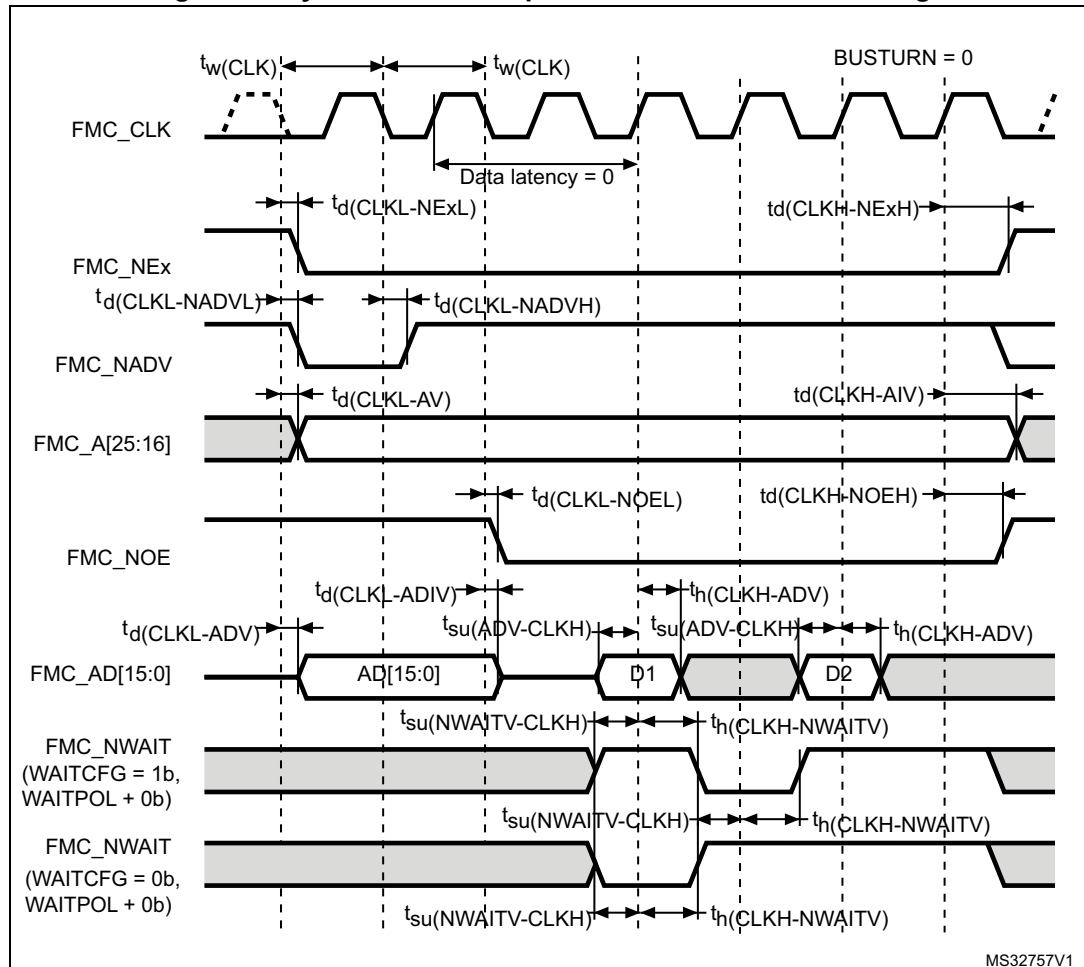 tw(CLK) tw(CLK) BUSTURN = 0
FMC_CLK
Data latency = 0
td(CLKL-NExL) td(CLKH-NExH)
FMC_NEx
td(CLKL-NADVL) td(CLKL-NADVH)
FMC_NADV
td(CLKL-AV) td(CLKH-AIV)
FMC_A[25:16]
td(CLKL-NOEL) td(CLKH-NOEH)
FMC_NOE
td(CLKL-ADIV) th(CLKH-ADV)
td(CLKL-ADV) tsu(ADV-CLKH) tsu(ADV-CLKH) th(CLKH-ADV)
FMC_AD[15:0] AD[15:0] D1 D2
tsu(NWAITV-CLKH) th(CLKH-NWAITV)
FMC_NWAIT
(WAITCFG = 1b,
WAITPOL + 0b)
tsu(NWAITV-CLKH) th(CLKH-NWAITV)
FMC_NWAIT
(WAITCFG = 0b,
WAITPOL + 0b)
tsu(NWAITV-CLKH) th(CLKH-NWAITV)
MS32757V1